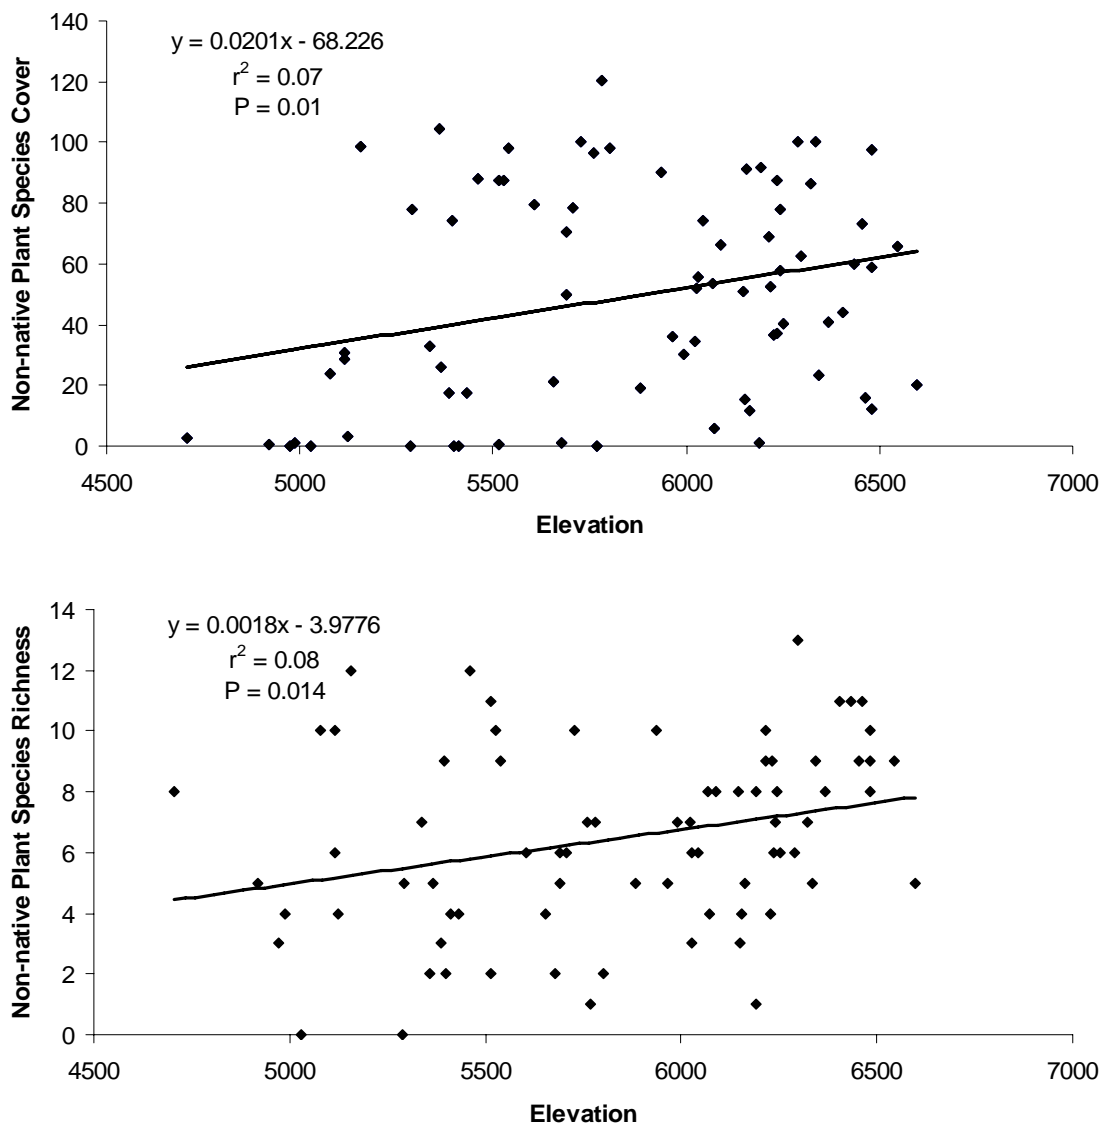 140
120
100
80
60
40
20
0
Non-native Plant Species Cover
y = 0.0201x - 68.226
r² = 0.07
P = 0.01
4500 5000 5500 6000 6500 7000
Elevation
14
12
10
8
6
4
2
0
Non-native Plant Species Richness
y = 0.0018x - 3.9776
r² = 0.08
P = 0.014
4500 5000 5500 6000 6500 7000
Elevation